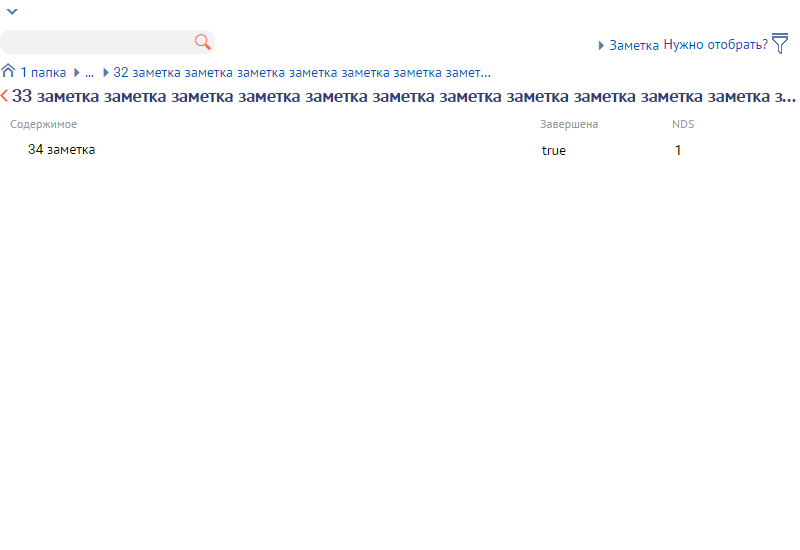 Заметка Нужно отобрать?
1 папка ... 32 заметка заметка заметка заметка заметка заметка замет...
33 заметка заметка заметка заметка заметка заметка заметка заметка заметка заметка заметка з...
Содержимое Завершена NDS
34 заметка true 1